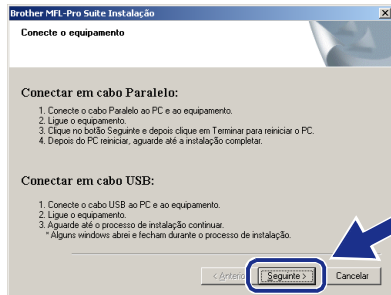 Brother MFL-Pro Suite Instalação
Conecte o equipamento
Conectar em cabo Paralelo:
1. Conecte o cabo Paralelo ao PC e ao equipamento.
2. Ligue o equipamento.
3. Clique no botão Seguinte e depois clique em Terminar para reiniciar o PC.
4. Depois do PC reiniciar, aguarde até a instalação completar.
Conectar em cabo USB:
1. Conecte o cabo USB ao PC e ao equipamento.
2. Ligue o equipamento.
3. Aguarde até o processo de instalação continuar.
* Alguns windows abrei e fecham durante o processo de instalação.
< Anterio Seguinte > Cancelar